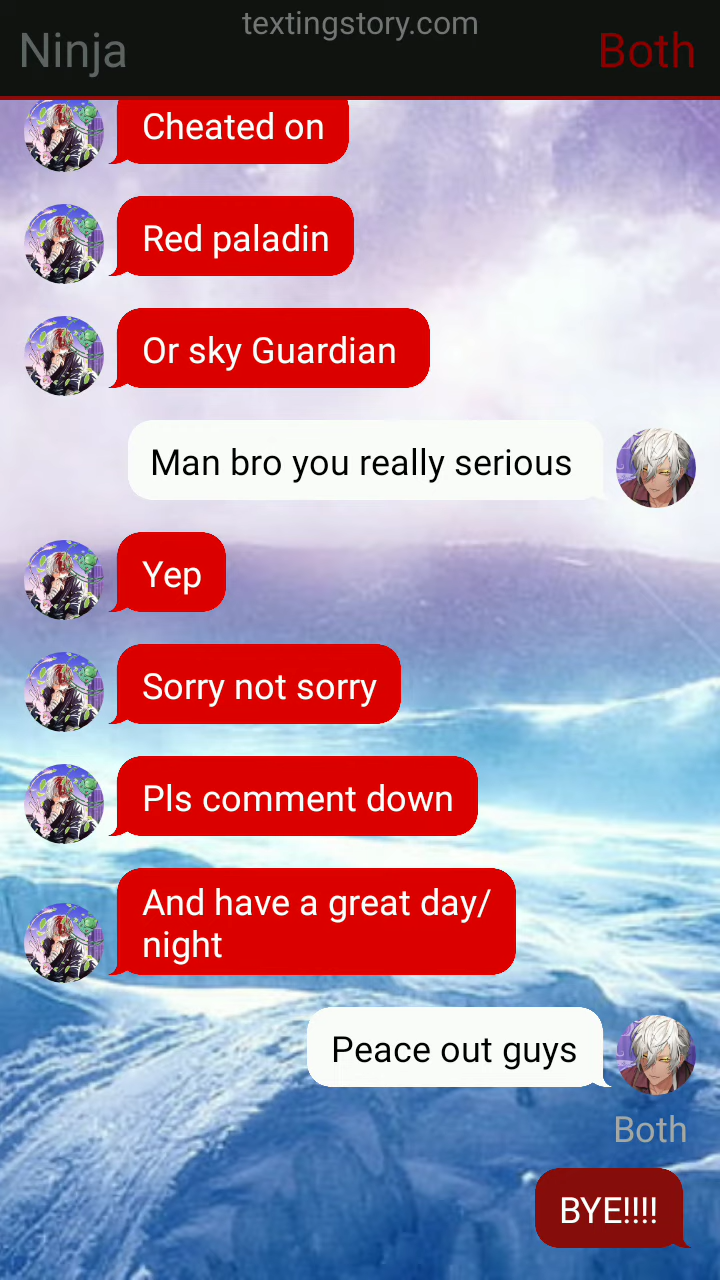 textingstory.com
Ninja
Both
Cheated on
Red paladin
Or sky Guardian
Man bro you really serious
Yep
Sorry not sorry
Pls comment down
And have a great day/
night
Peace out guys
Both
BYE!!!!